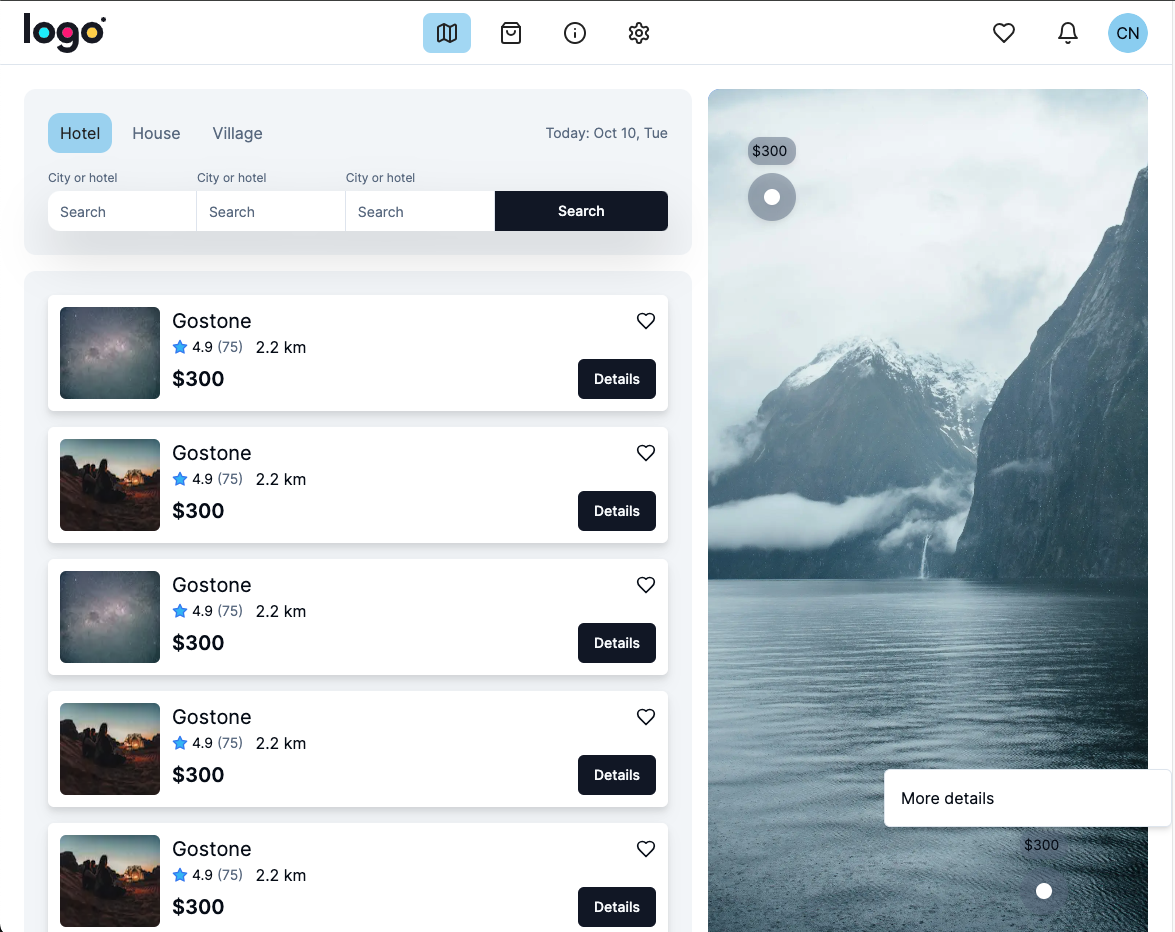 logo
CN
Hotel House Village Today: Oct 10, Tue
City or hotel City or hotel City or hotel
Search Search Search Search
Gostone
4.9 (75) 2.2 km
$300 Details
Gostone
4.9 (75) 2.2 km
$300 Details
Gostone
4.9 (75) 2.2 km
$300 Details
Gostone
4.9 (75) 2.2 km
$300 Details
Gostone
4.9 (75) 2.2 km
$300 Details
$300
More details
$300